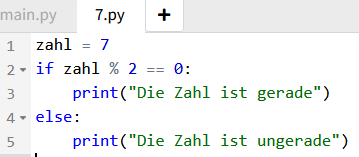 main.py 7.py +
1 zahl = 7
2 if zahl % 2 == 0:
3     print("Die Zahl ist gerade")
4 else:
5     print("Die Zahl ist ungerade")